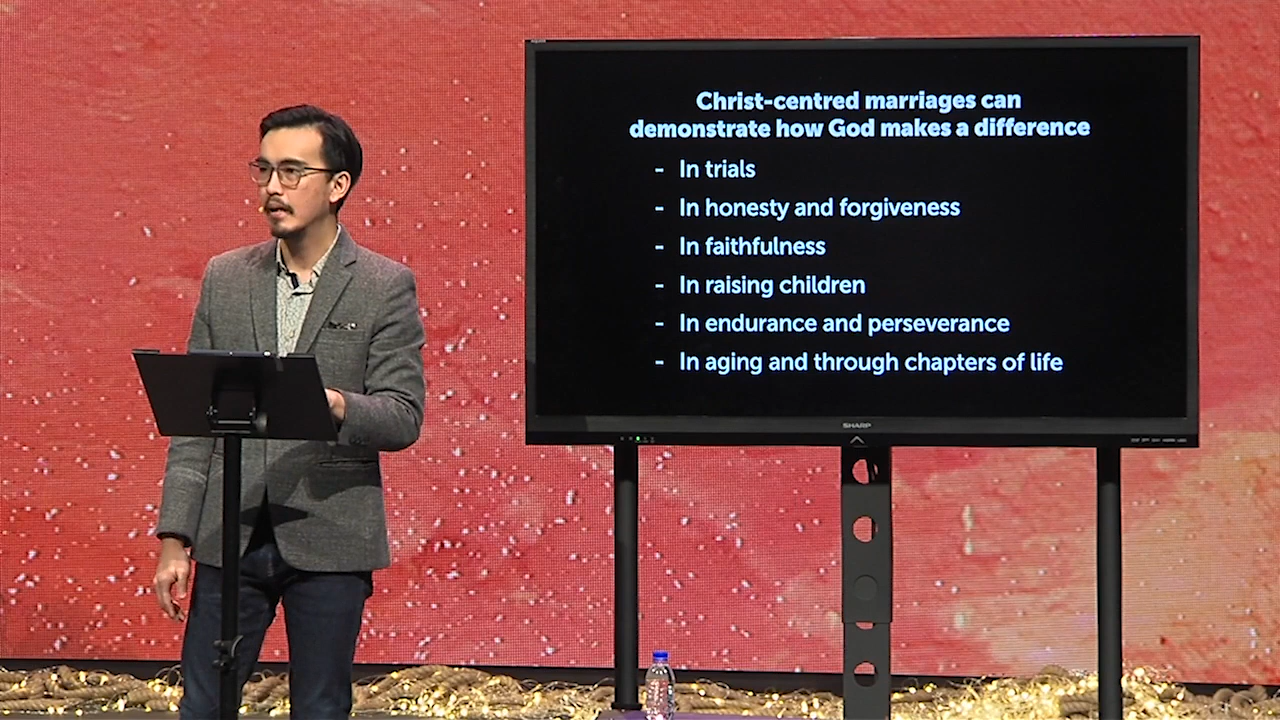 Christ-centred marriages can
demonstrate how God makes a difference
- In trials
- In honesty and forgiveness
- In faithfulness
- In raising children
- In endurance and perseverance
- In aging and through chapters of life
SHARP